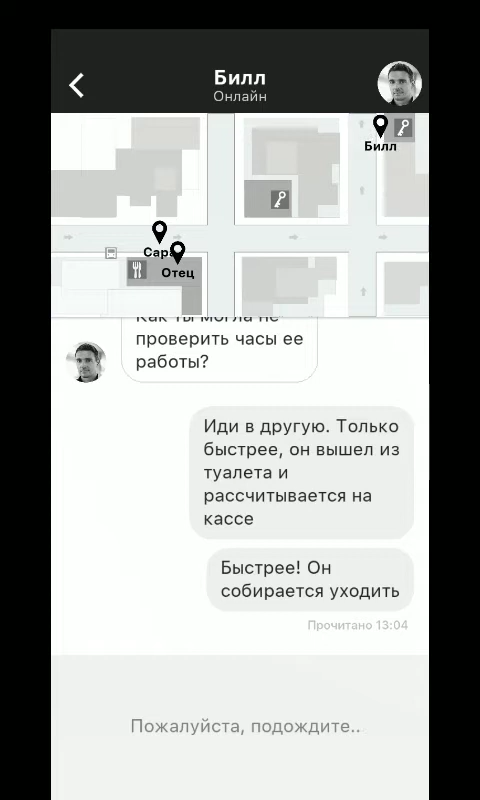 Билл
Онлайн
Билл
Сара
Отец
Как ты могла не
проверить часы ее
работы?
Иди в другую. Только
быстрее, он вышел из
туалета и
рассчитывается на
кассе
Быстрее! Он
собирается уходить
Прочитано 13:04
Пожалуйста, подождите..